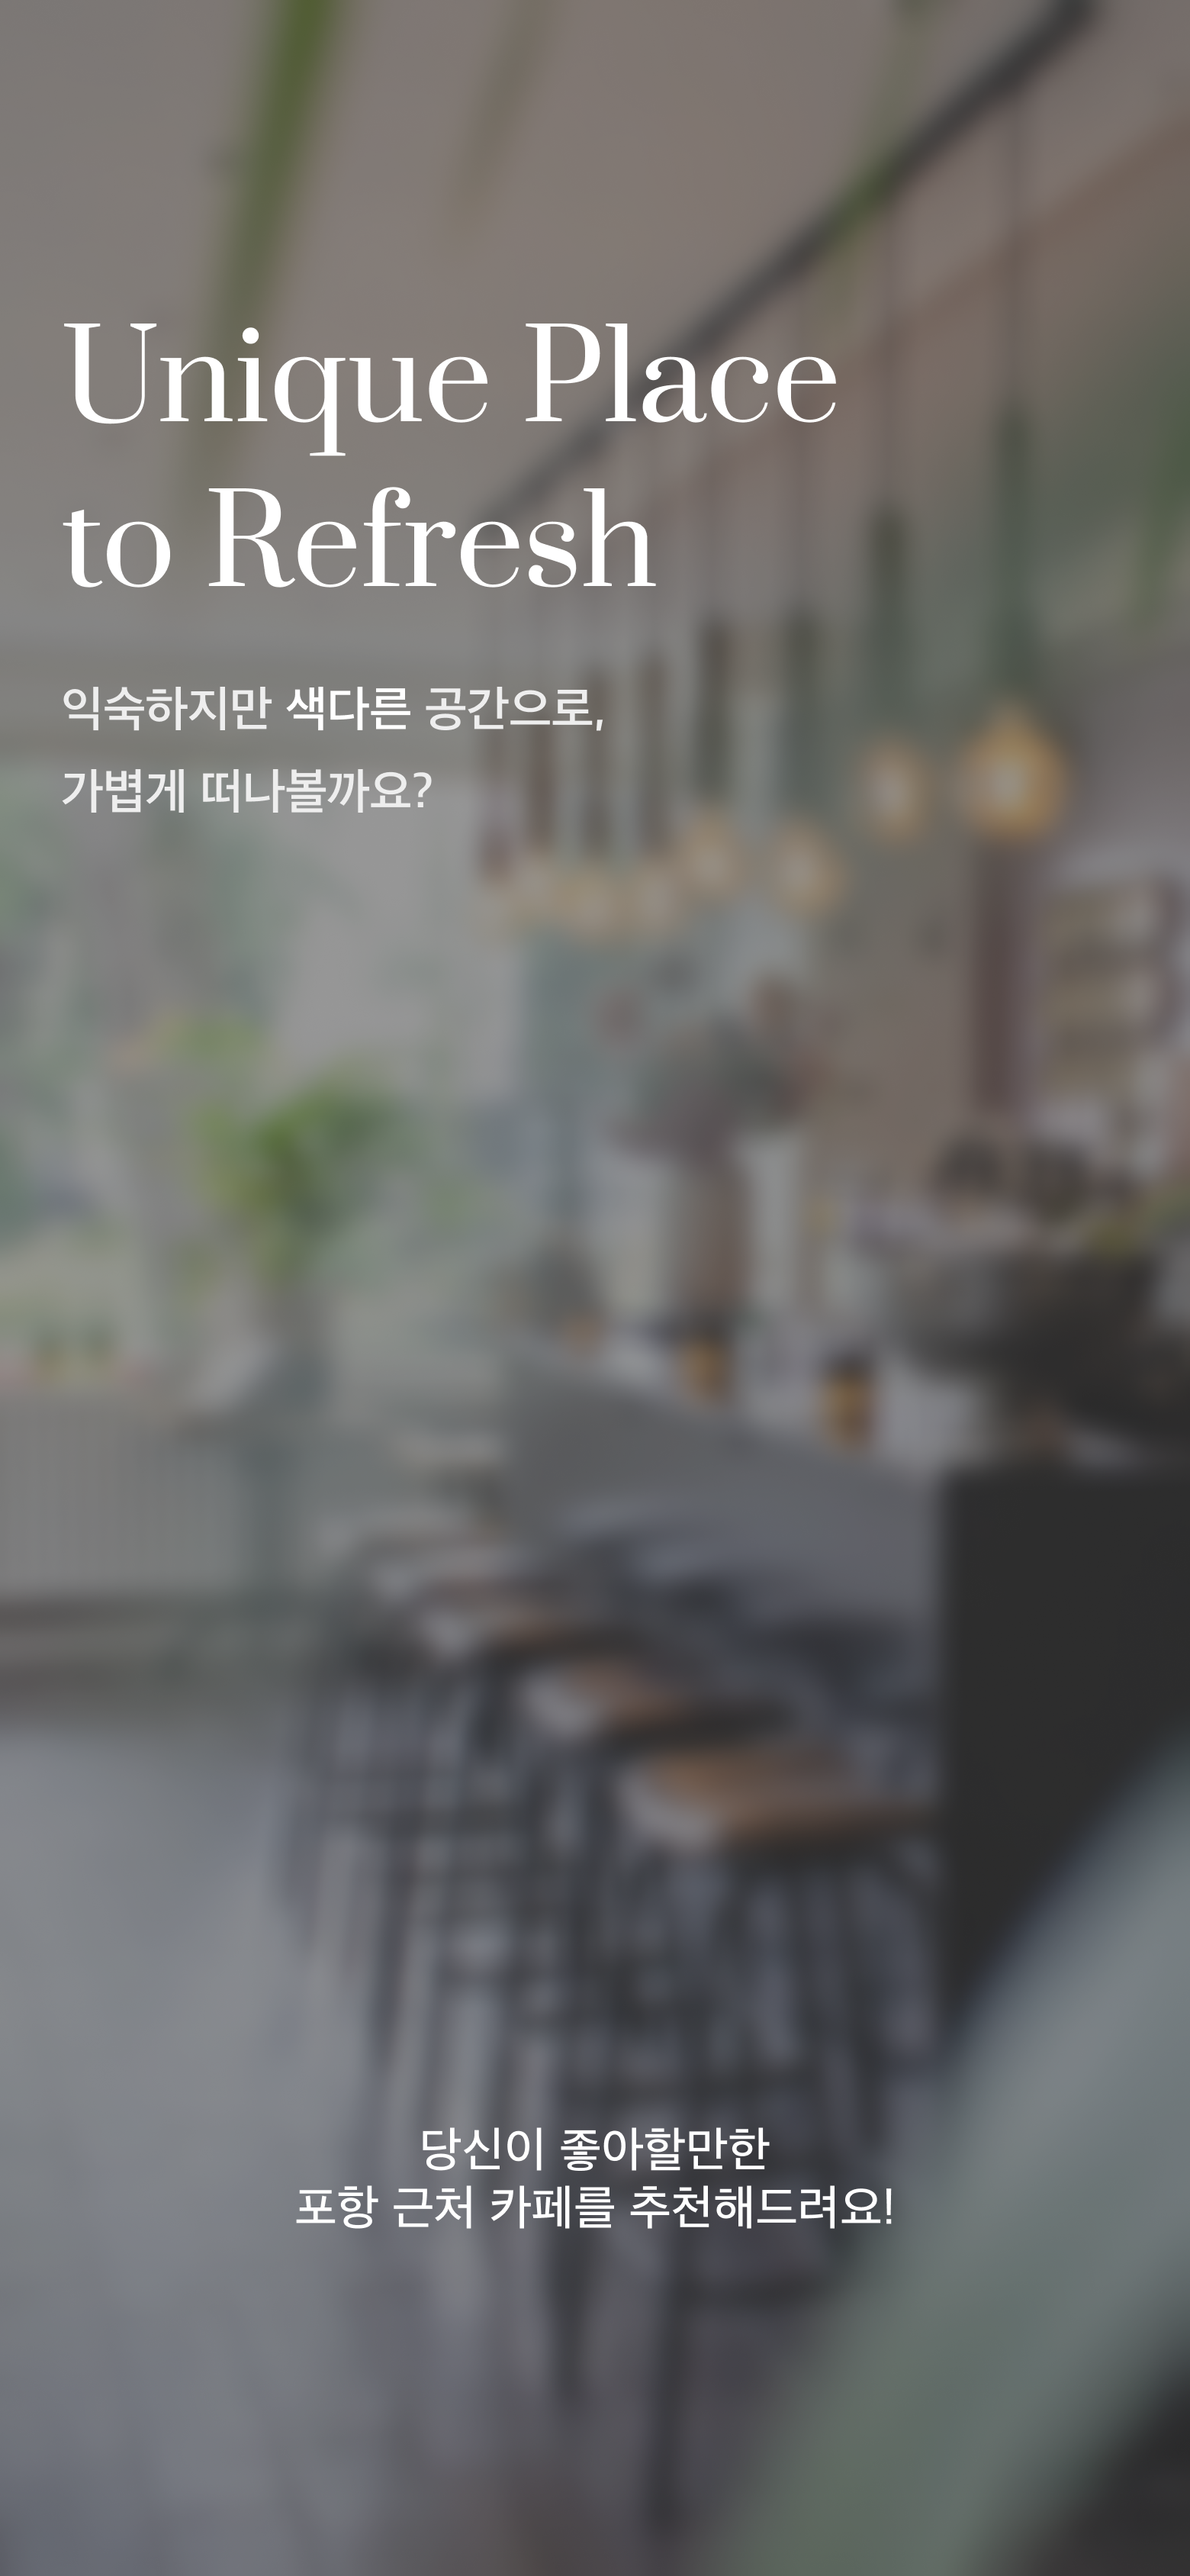 Unique Place
to Refresh
익숙하지만 색다른 공간으로,
가볍게 떠나볼까요?
당신이 좋아할만한
포항 근처 카페를 추천해드려요!